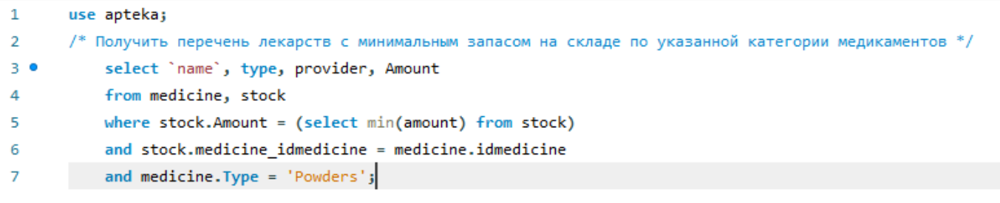 1 use apteka;
2 /* Получить перечень лекарств с минимальным запасом на складе по указанной категории медикаментов */
3 select `name`, type, provider, Amount
4 from medicine, stock
5 where stock.Amount = (select min(amount) from stock)
6 and stock.medicine_idmedicine = medicine.idmedicine
7 and medicine.Type = 'Powders';